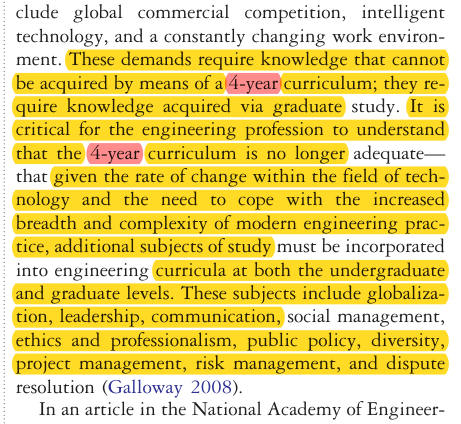 clude global commercial competition, intelligent
technology, and a constantly changing work environ-
ment. These demands require knowledge that cannot
be acquired by means of a 4-year curriculum; they re-
quire knowledge acquired via graduate study. It is
critical for the engineering profession to understand
that the 4-year curriculum is no longer adequate—
that given the rate of change within the field of tech-
nology and the need to cope with the increased
breadth and complexity of modern engineering prac-
tice, additional subjects of study must be incorporated
into engineering curricula at both the undergraduate
and graduate levels. These subjects include globaliza-
tion, leadership, communication, social management,
ethics and professionalism, public policy, diversity,
project management, risk management, and dispute
resolution (Galloway 2008).
In an article in the National Academy of Engineer-